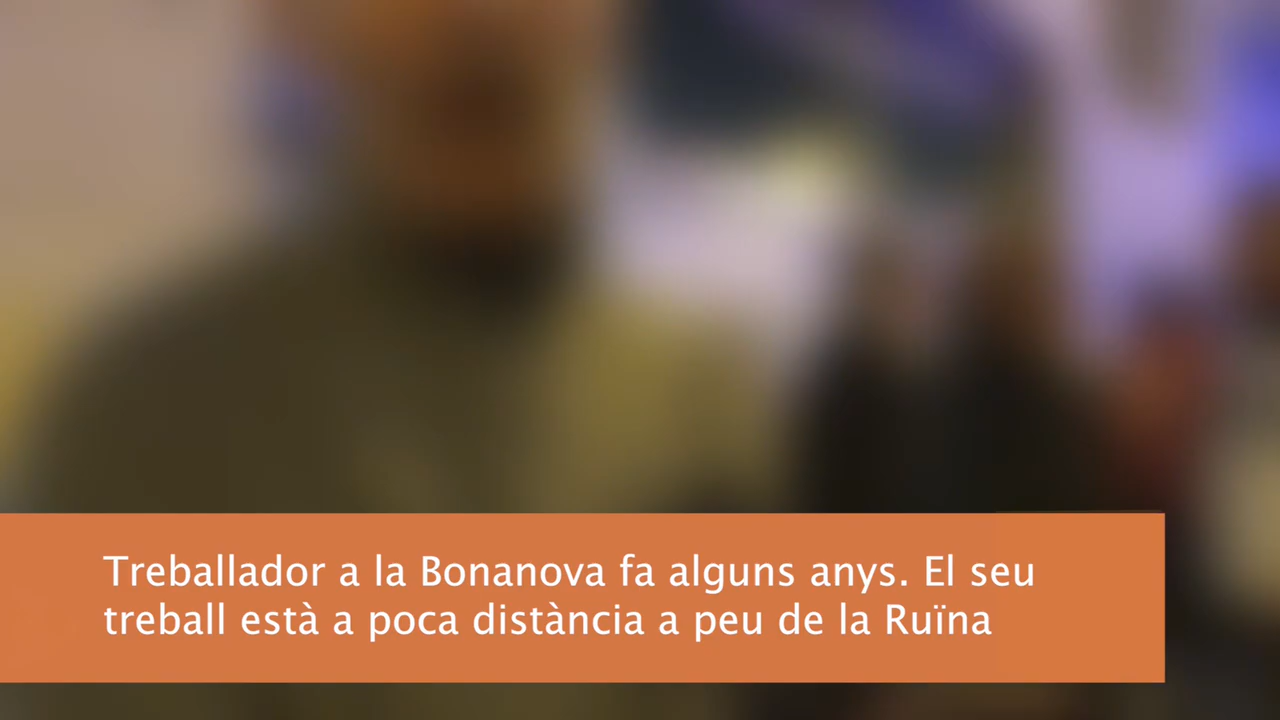 Treballador a la Bonanova fa alguns anys. El seu
treball està a poca distància a peu de la Ruïna